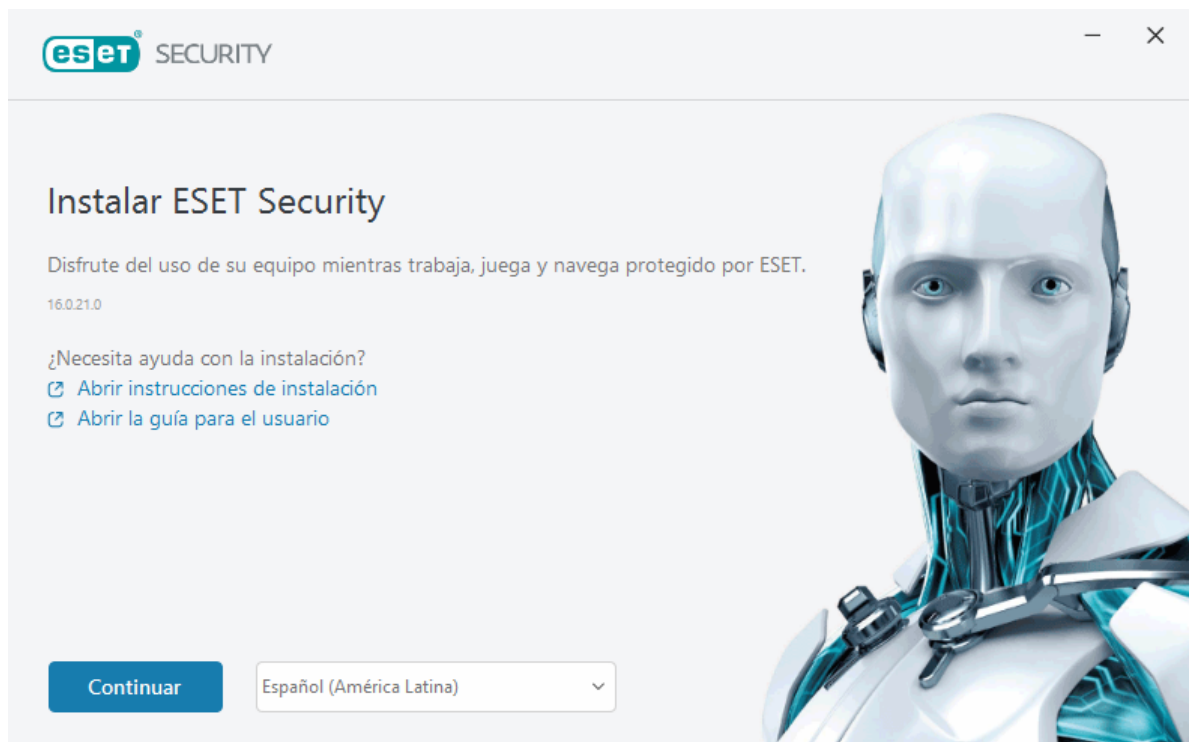 eset® SECURITY
Instalar ESET Security
Disfrute del uso de su equipo mientras trabaja, juega y navega protegido por ESET.
16.0.21.0
¿Necesita ayuda con la instalación?
Abrir instrucciones de instalación
Abrir la guía para el usuario
Continuar
Español (América Latina)